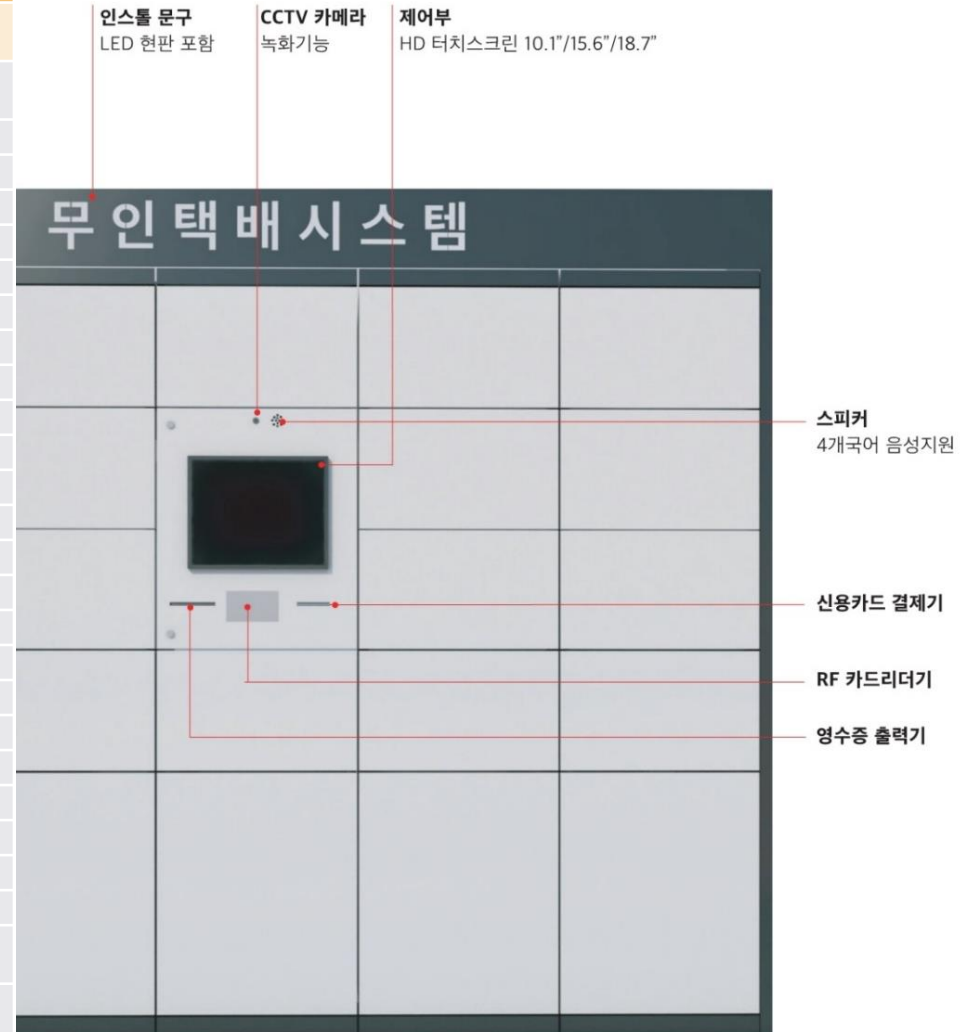 인스톨 문구
LED 현판 포함
CCTV 카메라
녹화기능
제어부
HD 터치스크린 10.1”/15.6”/18.7”
무인택배시스템
스피커
4개국어 음성지원
신용카드 결제기
RF 카드리더기
영수증 출력기